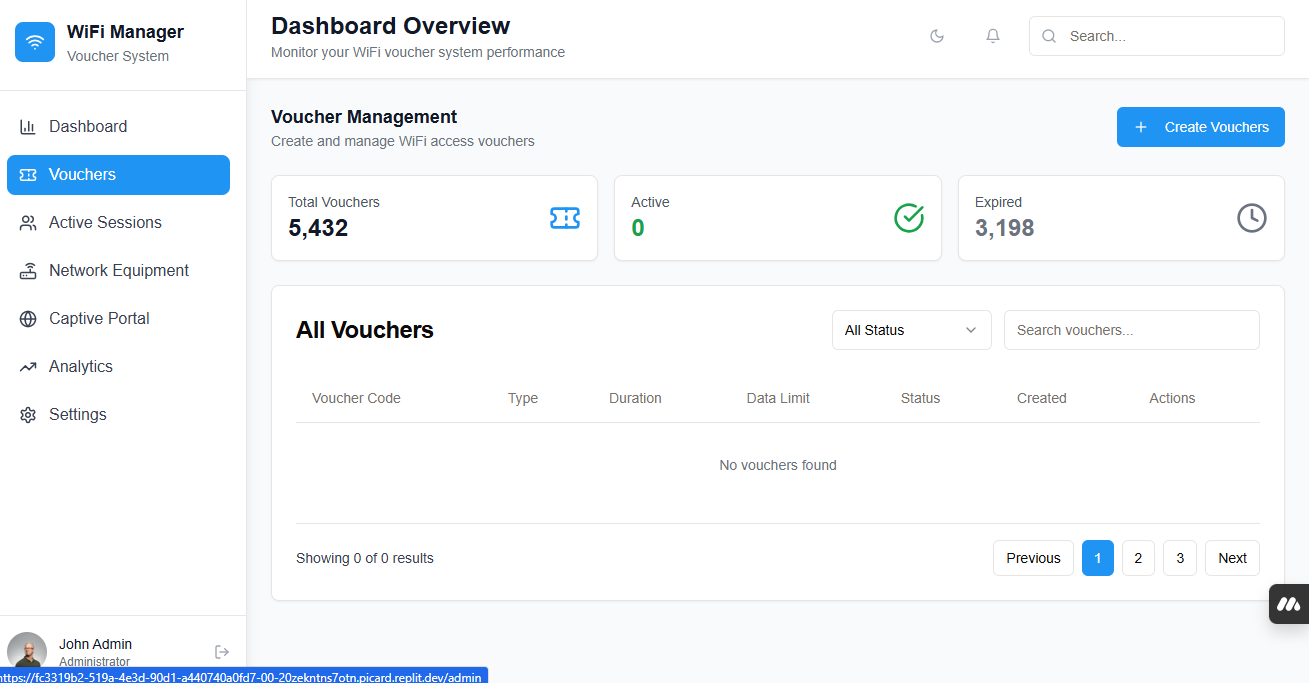 WiFi Manager
Voucher System
Dashboard
Vouchers
Active Sessions
Network Equipment
Captive Portal
Analytics
Settings
John Admin
Administrator
https://fc3319b2-519a-4e3d-90d1-a440740a0fd7-00-20zekntns7otn.picard.replit.dev/admin
Dashboard Overview
Monitor your WiFi voucher system performance
Search...
Voucher Management
Create and manage WiFi access vouchers
Create Vouchers
Total Vouchers
5,432
Active
0
Expired
3,198
All Vouchers
All Status
Search vouchers...
Voucher Code Type Duration Data Limit Status Created Actions
No vouchers found
Showing 0 of 0 results
Previous 1 2 3 Next